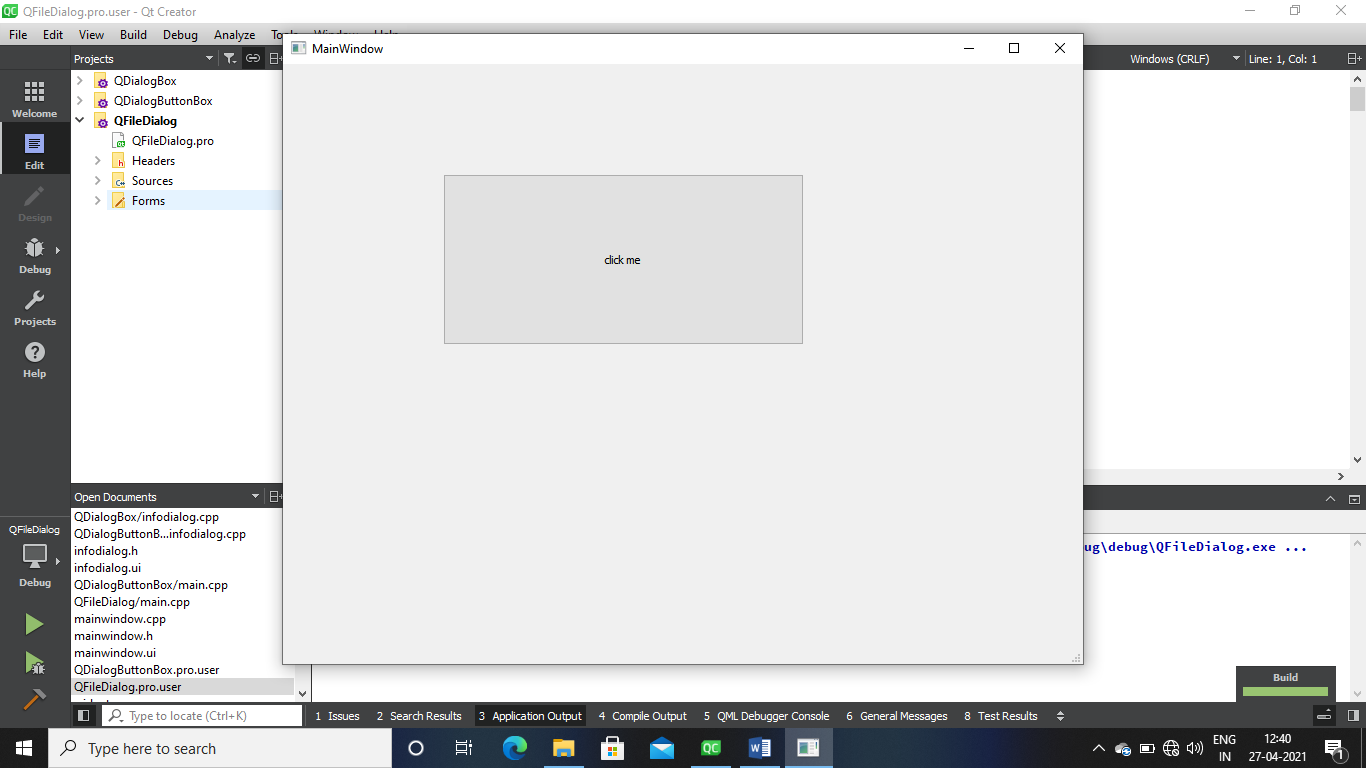 QC QFileDialog.pro.user - Qt Creator
File Edit View Build Debug Analyze
MainWindow
Projects
Windows (CRLF) Line: 1, Col: 1
QDialogBox
QDialogButtonBox
QFileDialog
QFileDialog.pro
Headers
Sources
Forms
Welcome
Edit
Design
Debug
Projects
Help
click me
Open Documents
QDialogBox/infodialog.cpp
QDialogButtonB...infodialog.cpp
infodialog.h
infodialog.ui
QDialogButtonBox/main.cpp
QFileDialog/main.cpp
mainwindow.cpp
mainwindow.h
mainwindow.ui
QDialogButtonBox.pro.user
QFileDialog.pro.user
QFileDialog
Debug
ug\debug\QFileDialog.exe ...
Build
Type to locate (Ctrl+K) 1 Issues 2 Search Results 3 Application Output 4 Compile Output 5 QML Debugger Console 6 General Messages 8 Test Results
Type here to search
QC
W
ENG
IN
12:40
27-04-2021
1